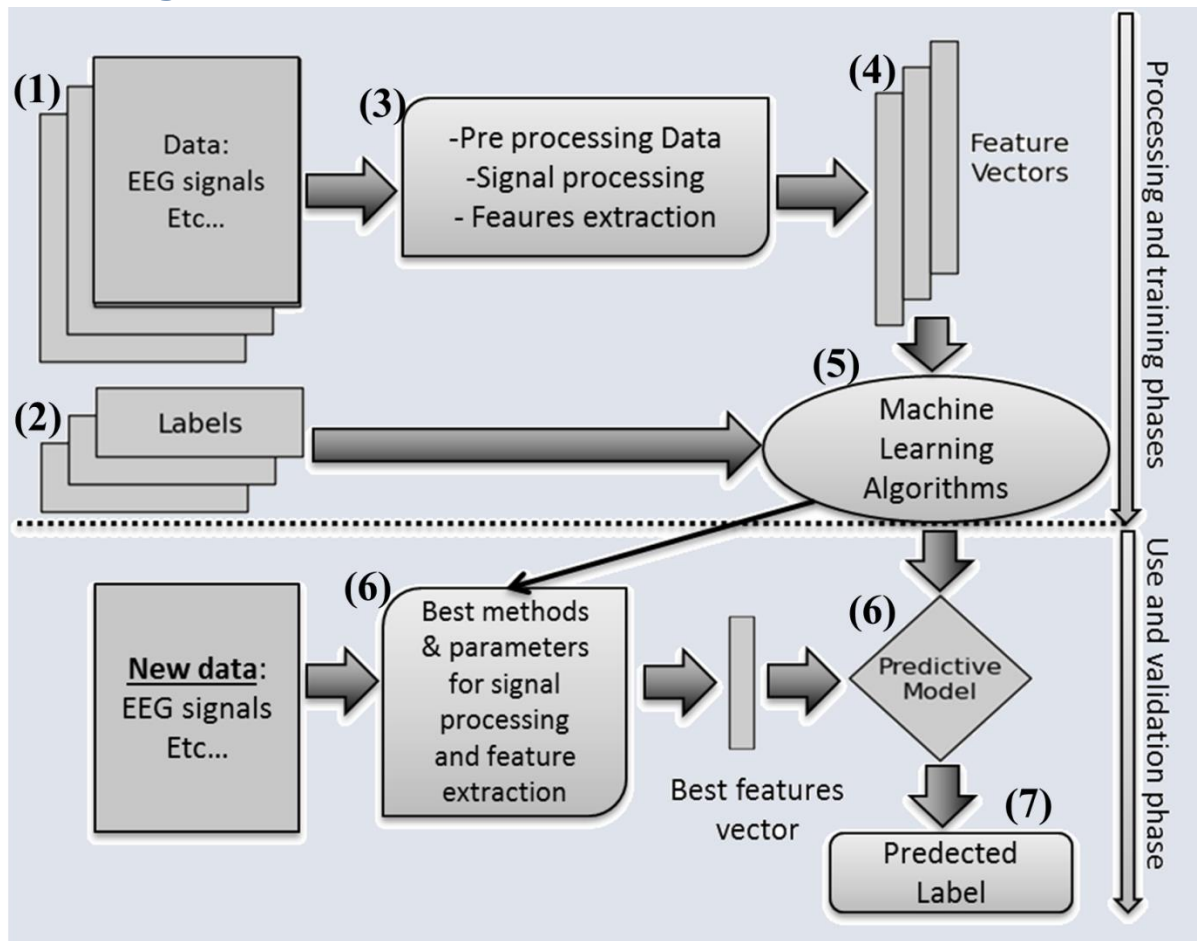 (1)
Data:
EEG signals
Etc...
(3)
-Pre processing Data
-Signal processing
- Feaures extraction
(4)
Feature
Vectors
Processing and training phases
(2)
Labels
(5)
Machine
Learning
Algorithms
New data:
EEG signals
Etc...
(6)
Best methods
& parameters
for signal
processing
and feature
extraction
Best features
vector
(6)
Predictive
Model
(7)
Predected
Label
Use and validation phase